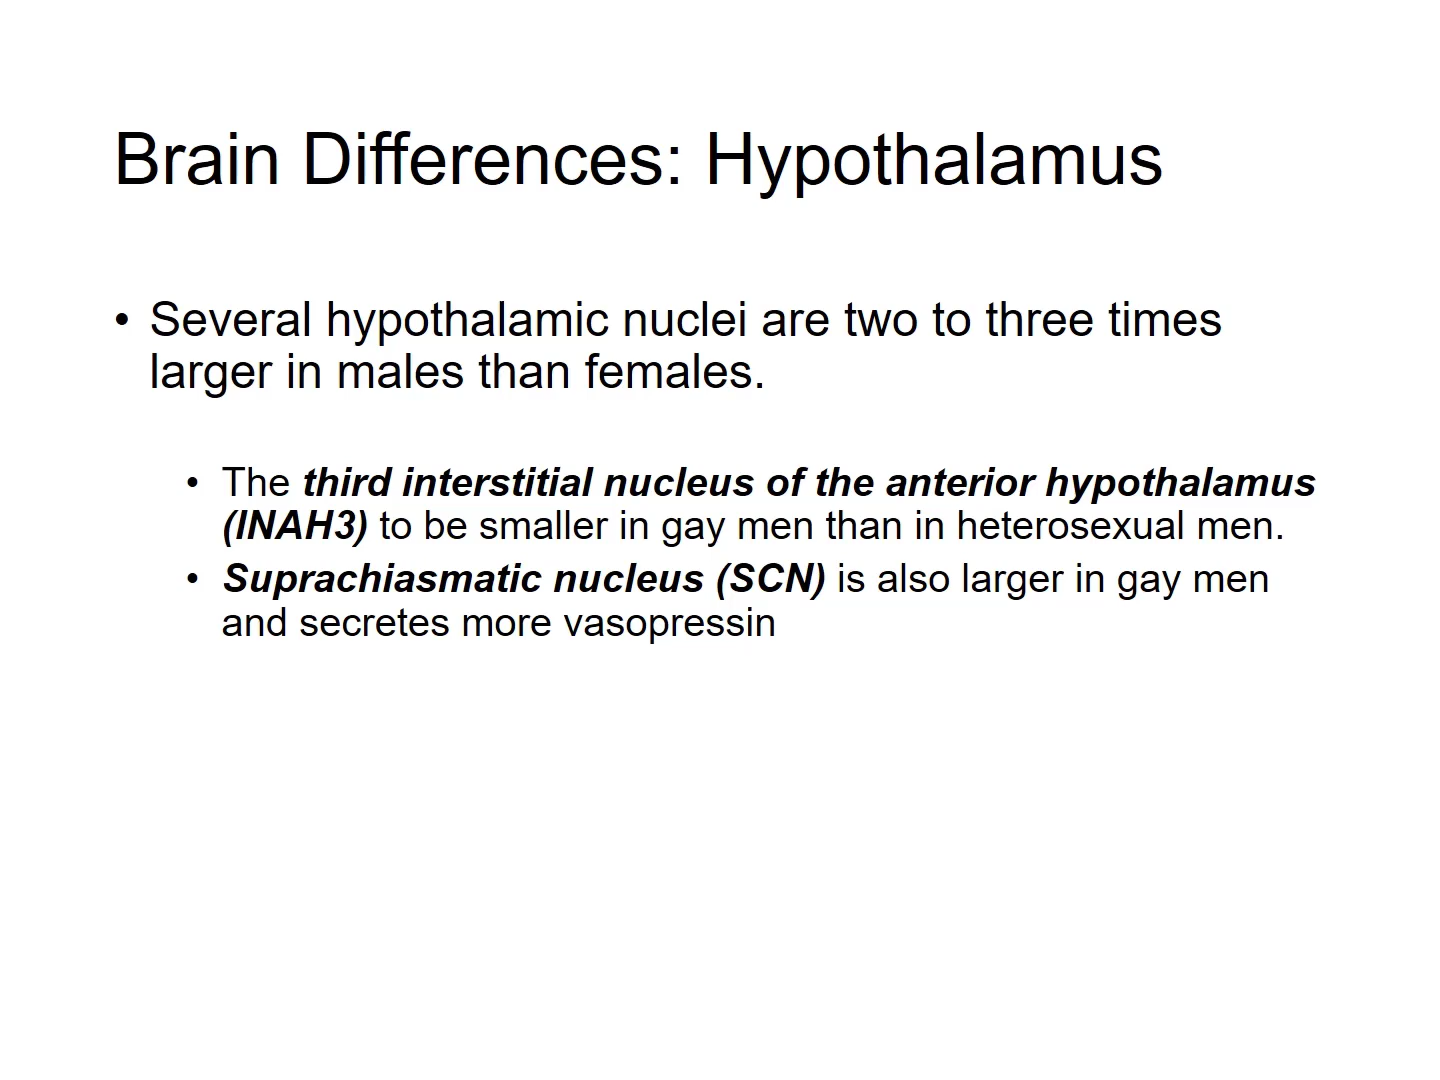 Brain Differences: Hypothalamus
• Several hypothalamic nuclei are two to three times
larger in males than females.
• The third interstitial nucleus of the anterior hypothalamus
(INAH3) to be smaller in gay men than in heterosexual men.
• Suprachiasmatic nucleus (SCN) is also larger in gay men
and secretes more vasopressin